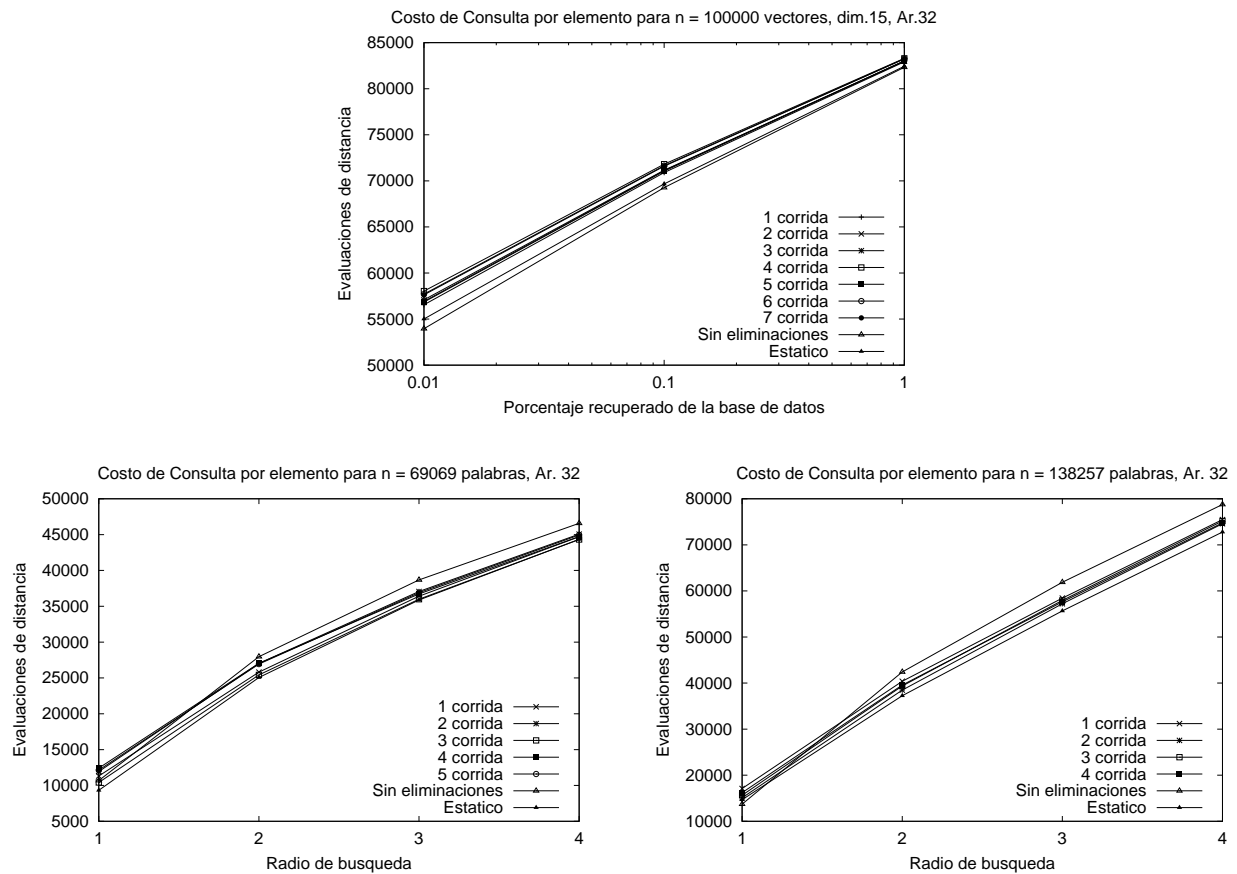 Costo de Consulta por elemento para n = 100000 vectores, dim.15, Ar.32
85000
80000
75000
70000
65000
60000
55000
50000
Evaluaciones de distancia
1 corrida
2 corrida
3 corrida
4 corrida
5 corrida
6 corrida
7 corrida
Sin eliminaciones
Estatico
0.01
0.1
1
Porcentaje recuperado de la base de datos
Costo de Consulta por elemento para n = 69069 palabras, Ar. 32
50000
45000
40000
35000
30000
25000
20000
15000
10000
5000
Evaluaciones de distancia
1 corrida
2 corrida
3 corrida
4 corrida
5 corrida
Sin eliminaciones
Estatico
1
2
3
4
Radio de busqueda
Costo de Consulta por elemento para n = 138257 palabras, Ar. 32
80000
70000
60000
50000
40000
30000
20000
10000
Evaluaciones de distancia
1 corrida
2 corrida
3 corrida
4 corrida
Sin eliminaciones
Estatico
1
2
3
4
Radio de busqueda